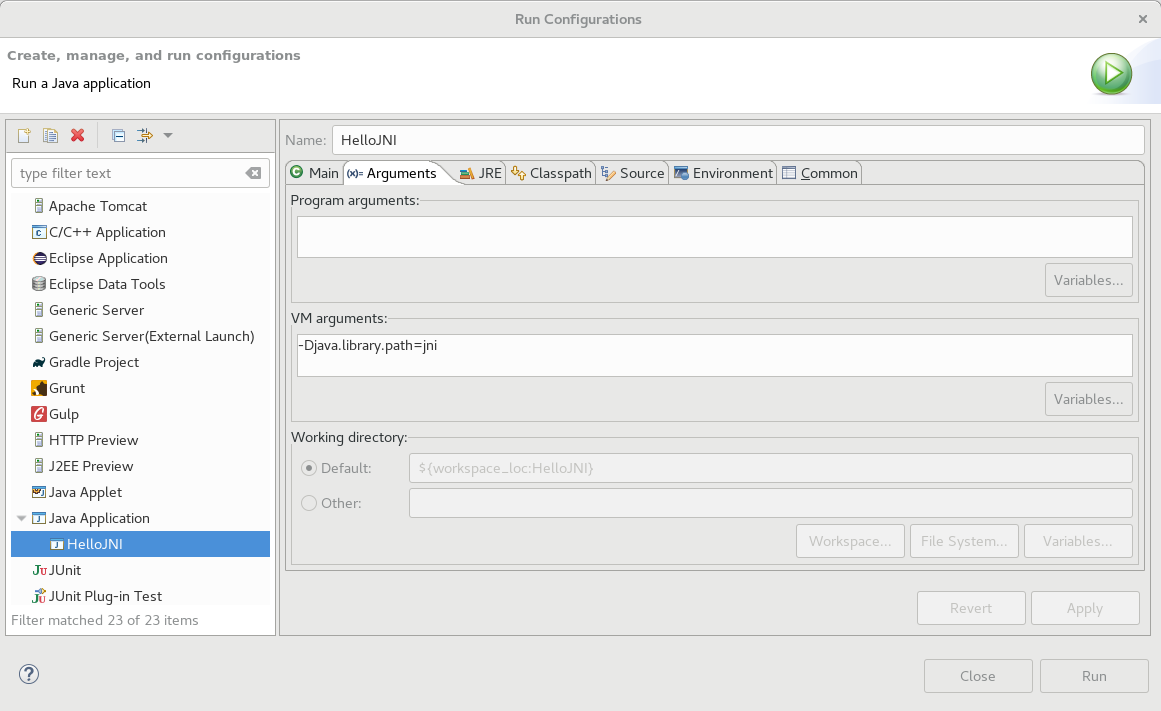 Run Configurations
Create, manage, and run configurations
Run a Java application
type filter text
Apache Tomcat
C/C++ Application
Eclipse Application
Eclipse Data Tools
Generic Server
Generic Server(External Launch)
Gradle Project
Grunt
Gulp
HTTP Preview
J2EE Preview
Java Applet
Java Application
HelloJNI
JUnit
JUnit Plug-in Test
Filter matched 23 of 23 items
Name: HelloJNI
Main (x)= Arguments JRE Classpath Source Environment Common
Program arguments:
Variables...
VM arguments:
-Djava.library.path=jni
Variables...
Working directory:
Default: ${workspace_loc:HelloJNI}
Other:
Workspace... File System... Variables...
Revert Apply
Close Run